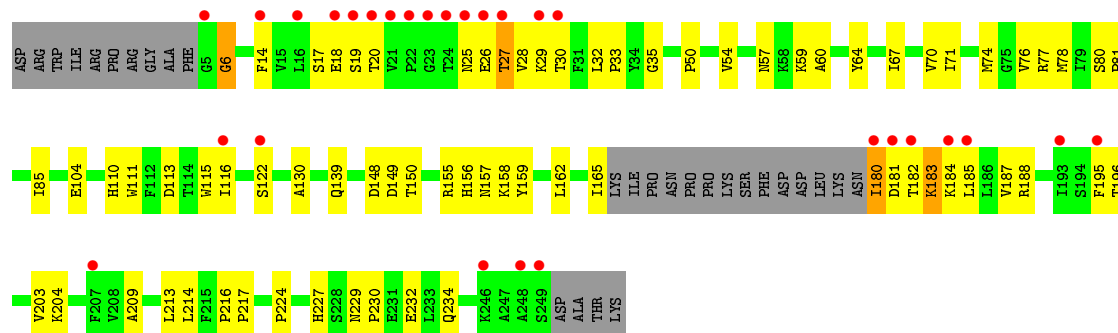 ASP ARG TRP ILE ARG PRO ARG GLY ALA PHE G5 G6 F14 V15 L16 S17 E18 S19 T20 V21 P22 G23 T24 N25 E26 T27 V28 K29 T30 F31 L32 P33 Y34 G35 P50 V54 N57 K58 K59 A60 Y64 I67 V70 I71 M74 G75 V76 R77 M78 I79 S80 P81
I85 E104 H110 W111 F112 D113 T114 W115 I116 S122 A130 Q139 D148 D149 T150 R155 H156 N157 K158 Y159 L162 I165 LYS ILE PRO ASN PRO PRO LYS SER PHE ASP ASP LEU LYS ASN I180 D181 T182 K183 K184 L185 L186 V187 R188 I193 S194 F195 T196
V203 K204 F207 V208 A209 L213 L214 F215 P216 P217 P224 H227 S228 N229 P230 E231 E232 L233 Q234 K246 A247 A248 S249 ASP ALA THR LYS